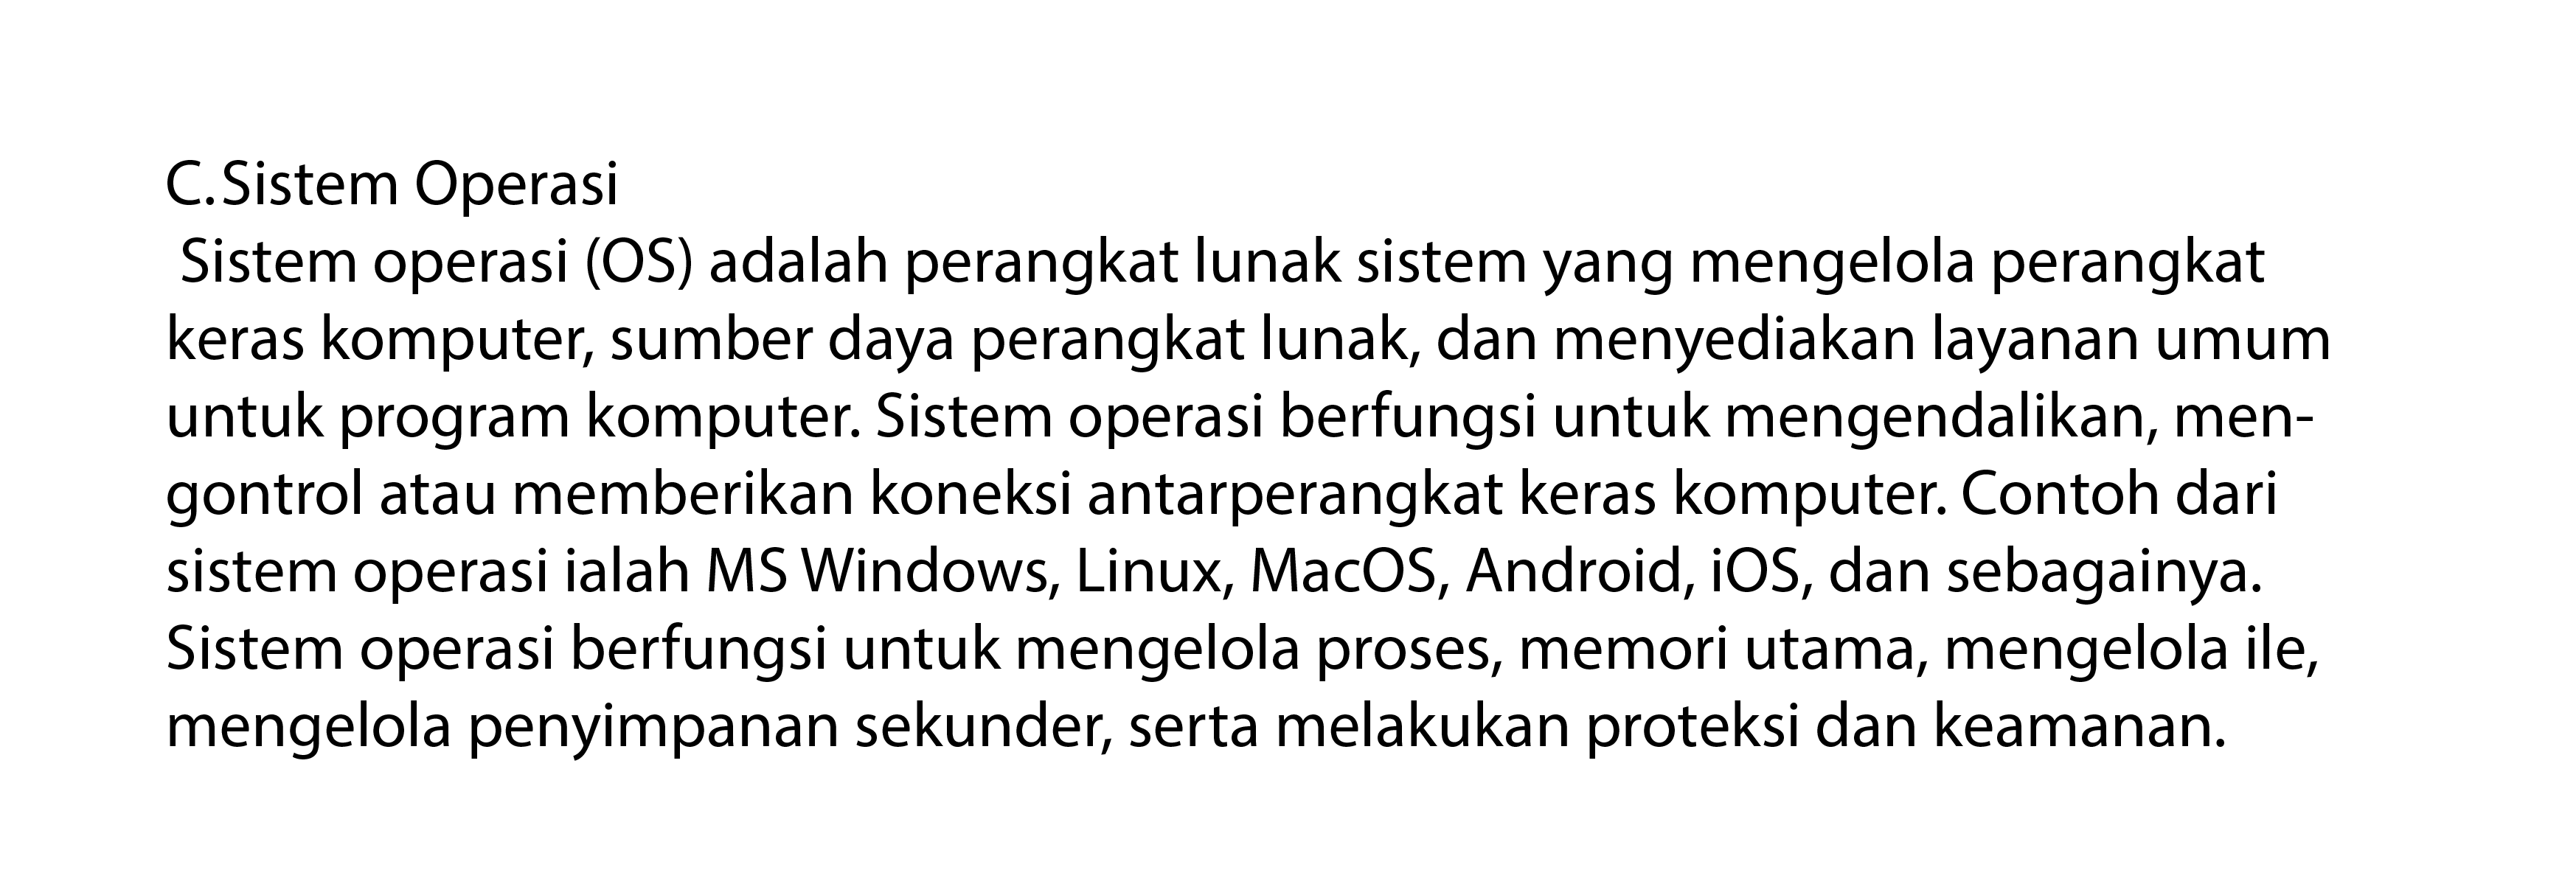 C. Sistem Operasi
Sistem operasi (OS) adalah perangkat lunak sistem yang mengelola perangkat
keras komputer, sumber daya perangkat lunak, dan menyediakan layanan umum
untuk program komputer. Sistem operasi berfungsi untuk mengendalikan, men-
gontrol atau memberikan koneksi antarperangkat keras komputer. Contoh dari
sistem operasi ialah MS Windows, Linux, MacOS, Android, iOS, dan sebagainya.
Sistem operasi berfungsi untuk mengelola proses, memori utama, mengelola ile,
mengelola penyimpanan sekunder, serta melakukan proteksi dan keamanan.